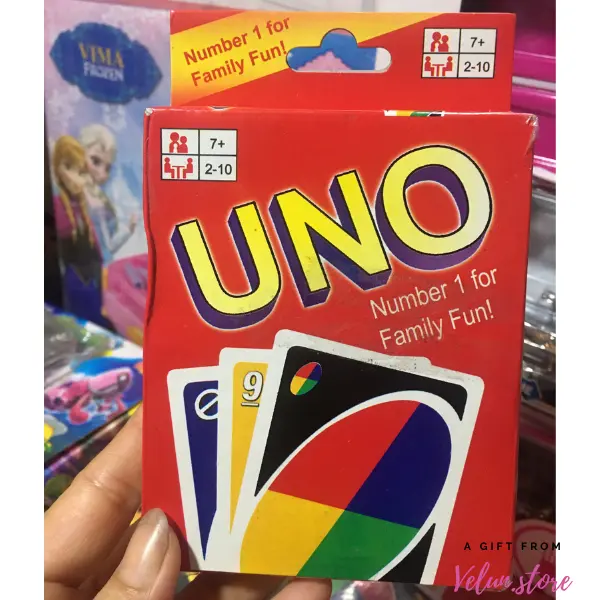 VIMA
FROZEN
Number 1 for
Family Fun!
7+
2-10
7+
2-10
UNO
Number 1 for
Family Fun!
9
A GIFT FROM
Velun.store